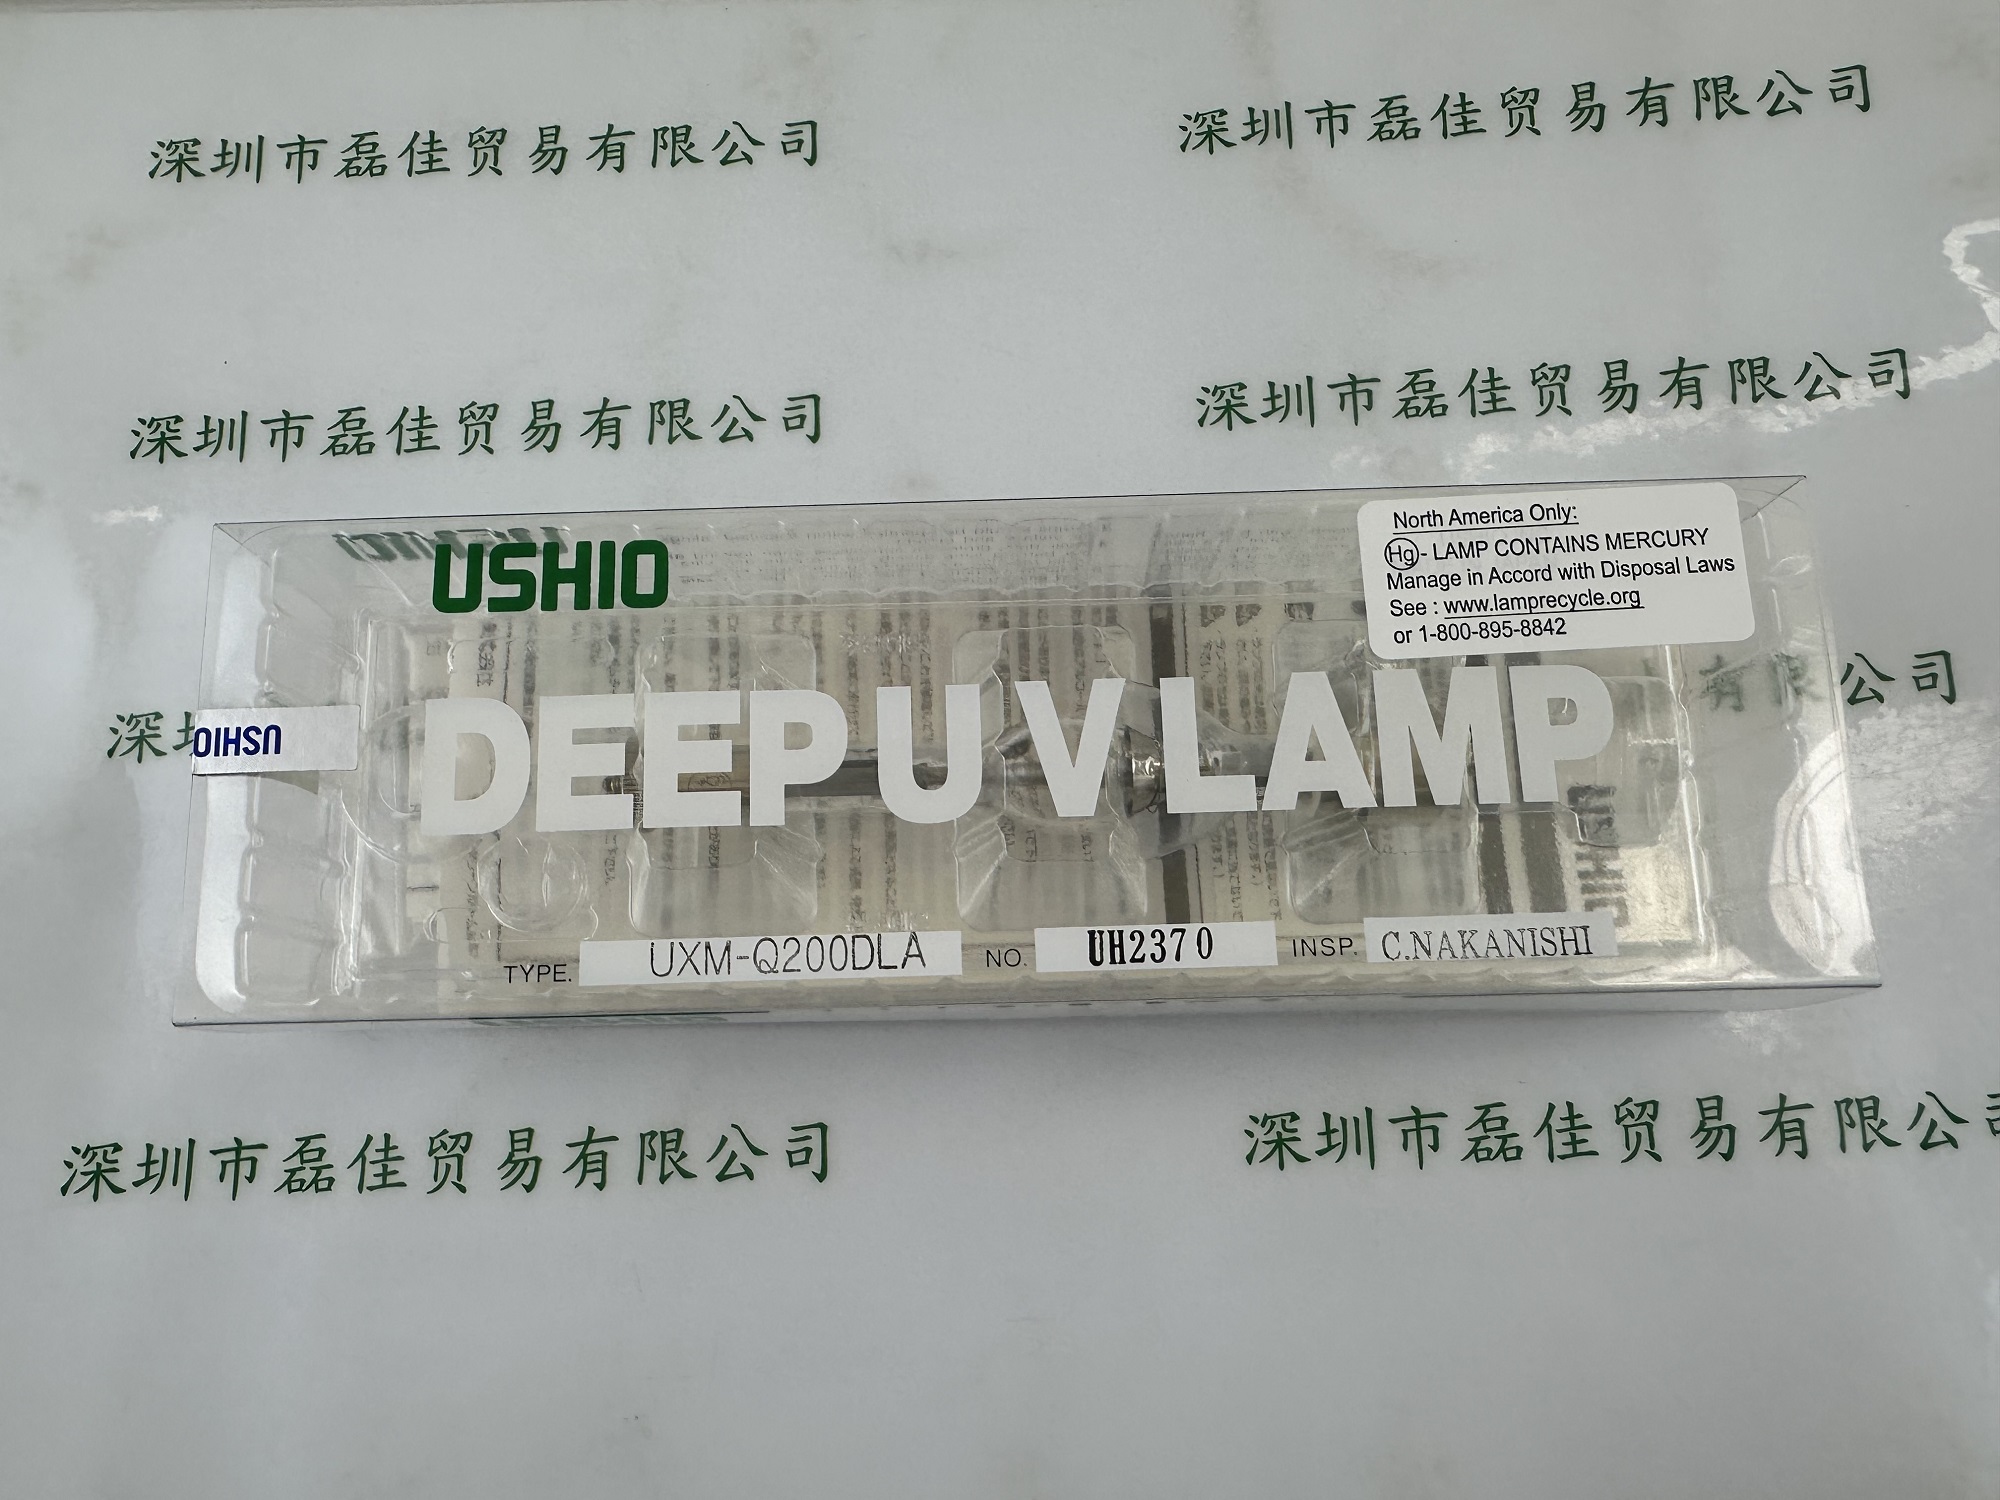 深圳市磊佳贸易有限公司
深圳市磊佳贸易有限公司
深圳市磊佳贸易有限公司
深圳市磊佳贸易有限公司
North America Only:
Hg - LAMP CONTAINS MERCURY
Manage in Accord with Disposal Laws
See : www.lamprecycle.org
or 1-800-895-8842
USHIO
深圳
有限公司
USHIO
DEEP UV LAMP
USHIO
TYPE. UXM-Q200DLA NO. UH2370 INSP. C.NAKANISHI
深圳市磊佳贸易有限公司
深圳市磊佳贸易有限公